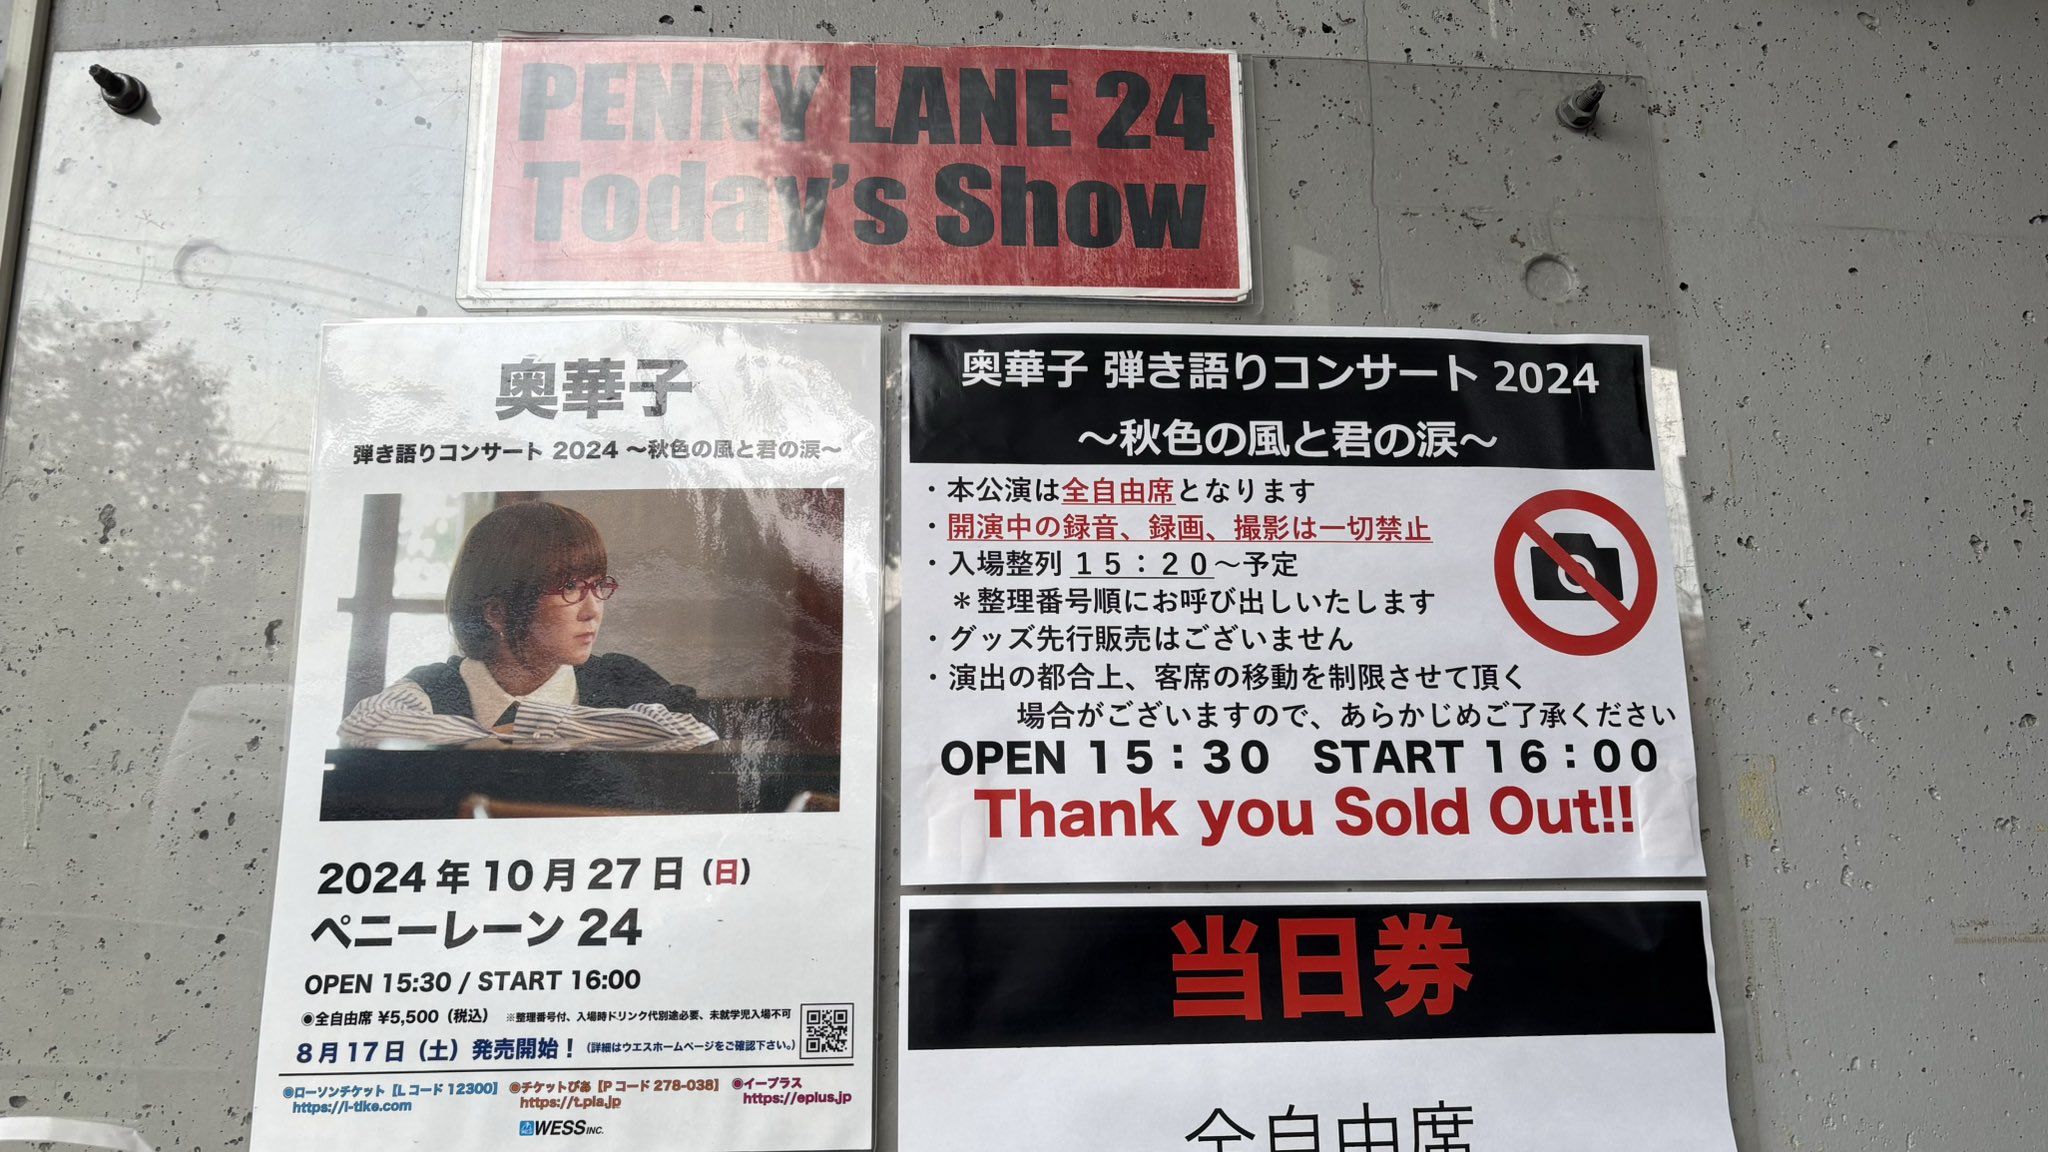 PENNY LANE 24
Today's Show
奥華子
弾き語りコンサート 2024 ～秋色の風と君の涙～
2024年10月27日（日）
ペニーレーン24
OPEN 15:30 / START 16:00
◉全自由席 ¥5,500（税込） ※整理番号付、入場時ドリンク代別途必要、未就学児入場不可
8月17日（土）発売開始！（詳細はウエスホームページをご確認下さい。）
◉ローソンチケット【Lコード 12300】 ◉チケットぴあ【Pコード 278-038】 ◉イープラス
https://l-tike.com https://t.pia.jp https://eplus.jp
WESS INC.
奥華子 弾き語りコンサート 2024
～秋色の風と君の涙～
・本公演は全自由席となります
・開演中の録音、録画、撮影は一切禁止
・入場整列 １５：２０～予定
＊整理番号順にお呼び出しいたします
・グッズ先行販売はございません
・演出の都合上、客席の移動を制限させて頂く
場合がございますので、あらかじめご了承ください
OPEN １５：３０ START １６：００
Thank you Sold Out!!
当日券
全自由席